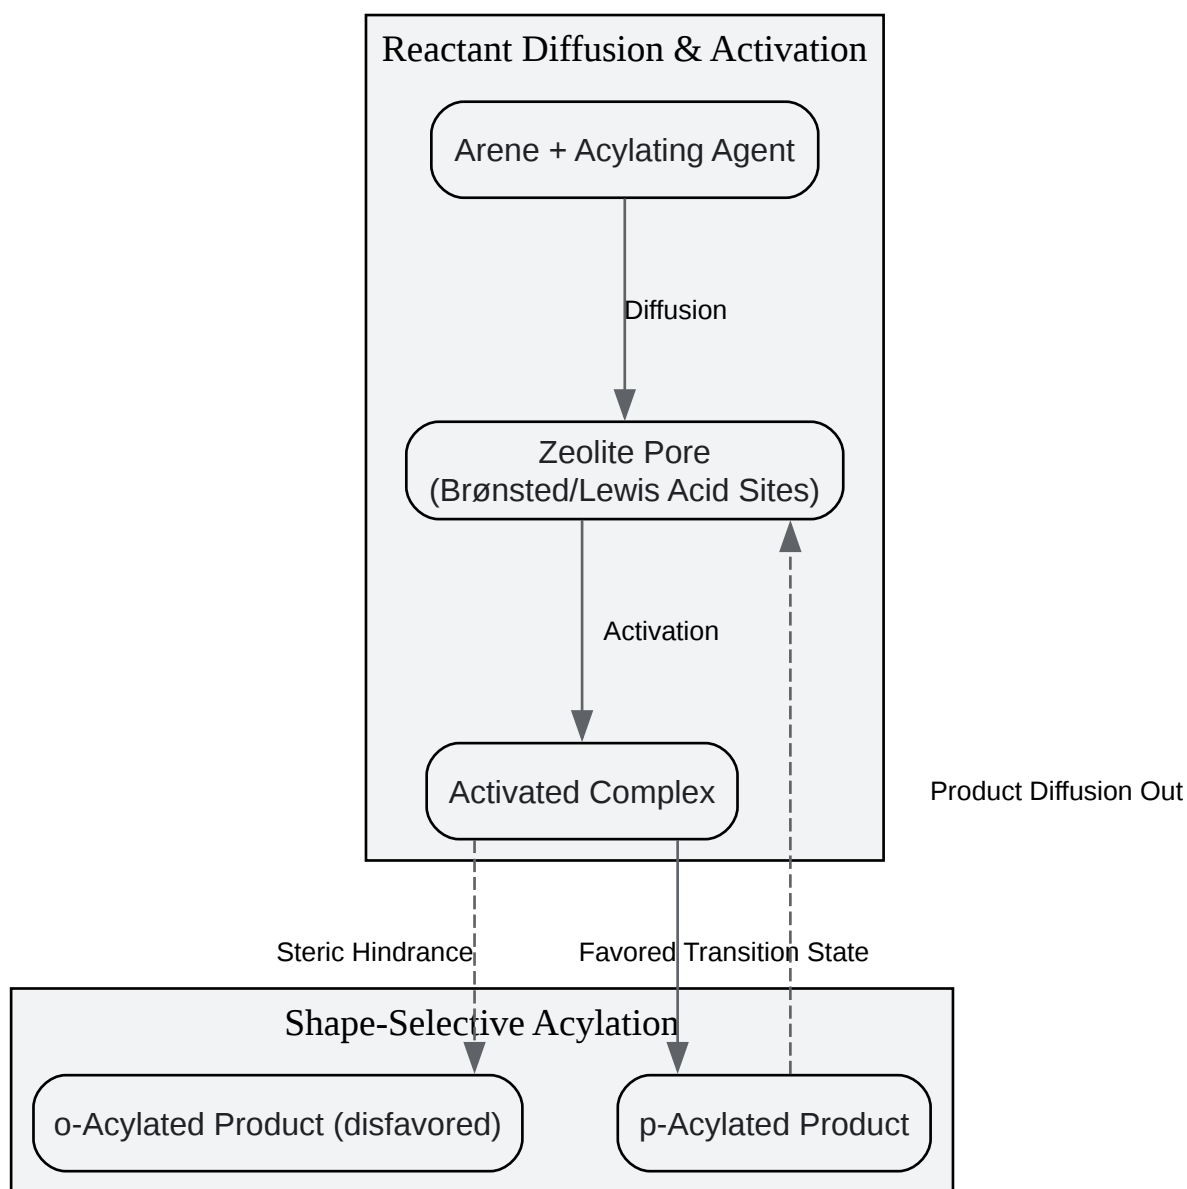 Reactant Diffusion & Activation
Arene + Acylating Agent
Diffusion
Zeolite Pore
(Brønsted/Lewis Acid Sites)
Activation
Activated Complex
Product Diffusion Out
Steric Hindrance
Favored Transition State
Shape-Selective Acylation
o-Acylated Product (disfavored)
p-Acylated Product